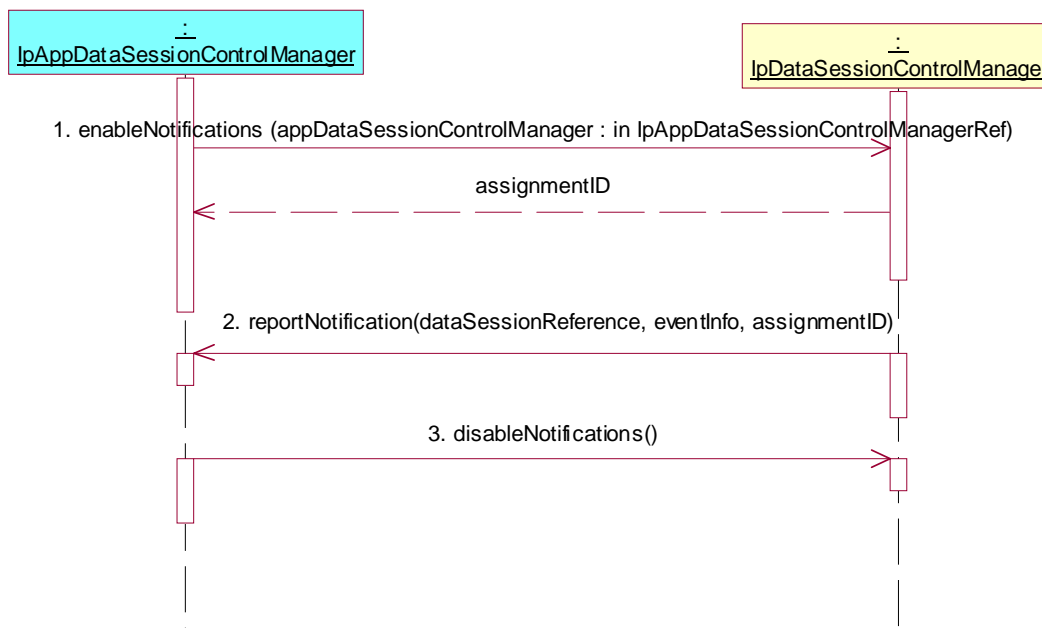 :
IpAppDataSessionControlManager
:
IpDataSessionControlManage
1. enableNotifications (appDataSessionControlManager : in IpAppDataSessionControlManagerRef)
assignmentID
2. reportNotification(dataSessionReference, eventInfo, assignmentID)
3. disableNotifications()